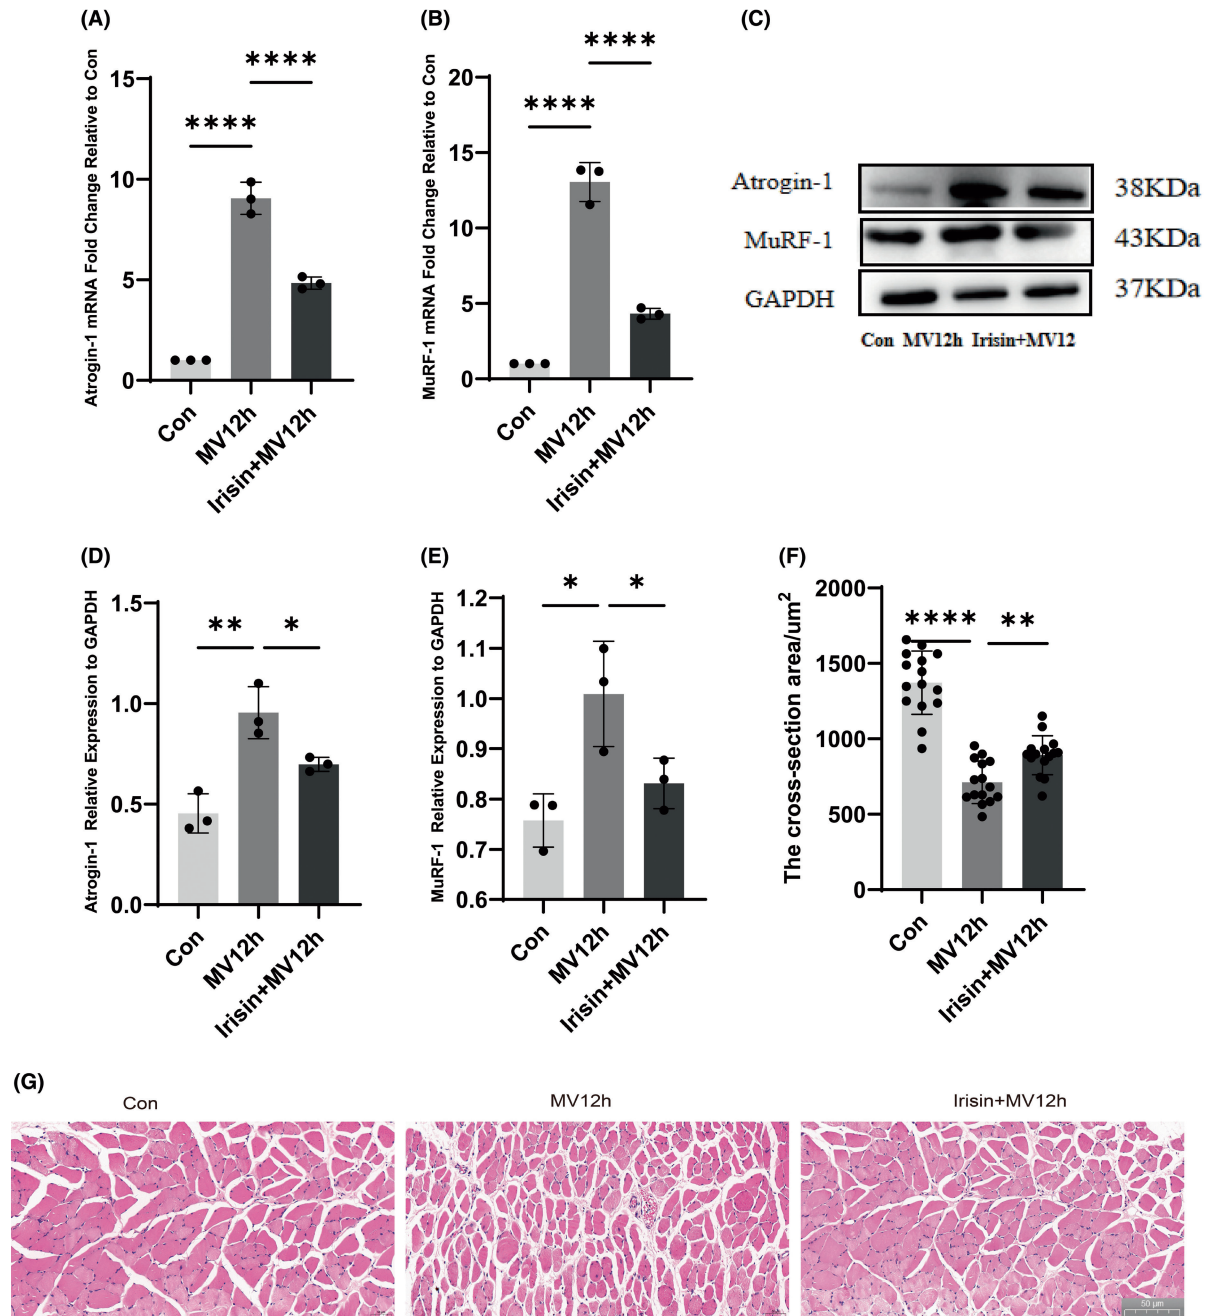 (A)
Atrogin-1 mRNA Fold Change Relative to Con
15
10
5
0
****
****
Con
MV12h
Irisin+MV12h
(B)
MuRF-1 mRNA Fold Change Relative to Con
20
15
10
5
0
****
****
Con
MV12h
Irisin+MV12h
(C)
Atrogin-1 38KDa
MuRF-1 43KDa
GAPDH 37KDa
Con MV12h Irisin+MV12
(D)
Atrogin-1 Relative Expression to GAPDH
1.5
1.0
0.5
0.0
**
*
Con
MV12h
Irisin+MV12h
(E)
MuRF-1 Relative Expression to GAPDH
1.2
1.1
1.0
0.9
0.8
0.7
0.6
*
*
Con
MV12h
Irisin+MV12h
(F)
The cross-section area/um²
2000
1500
1000
500
0
****
**
Con
MV12h
Irisin+MV12h
(G)
Con
MV12h
Irisin+MV12h
50 µm